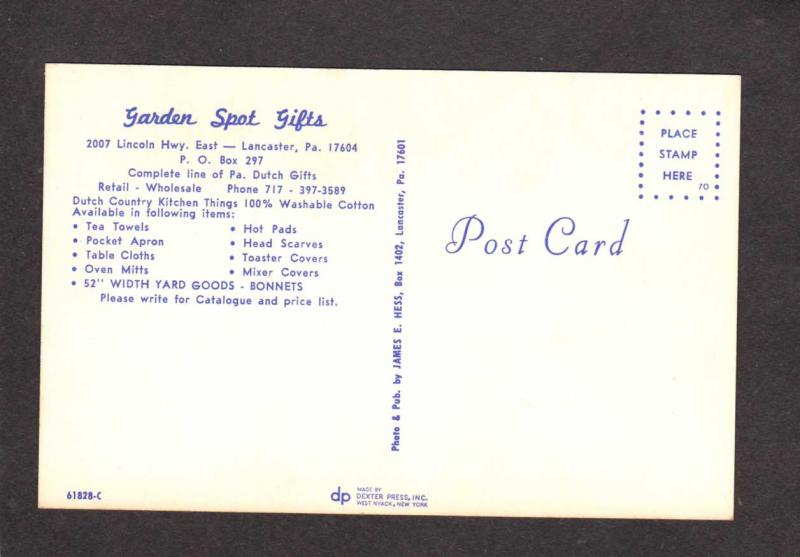 Garden Spot Gifts
2007 Lincoln Hwy. East — Lancaster, Pa. 17604
P. O. Box 297
Complete line of Pa. Dutch Gifts
Retail - Wholesale Phone 717 - 397-3589
Dutch Country Kitchen Things 100% Washable Cotton
Available in following items:
• Tea Towels
• Pocket Apron
• Table Cloths
• Oven Mitts
• Hot Pads
• Head Scarves
• Toaster Covers
• Mixer Covers
• 52" WIDTH YARD GOODS - BONNETS
Please write for Catalogue and price list.
61828-C
Photo & Pub. by JAMES E. HESS, Box 1402, Lancaster, Pa. 17601
dp
MADE BY
DEXTER PRESS, INC.
WEST NYACK, NEW YORK
PLACE
STAMP
HERE
70
Post Card